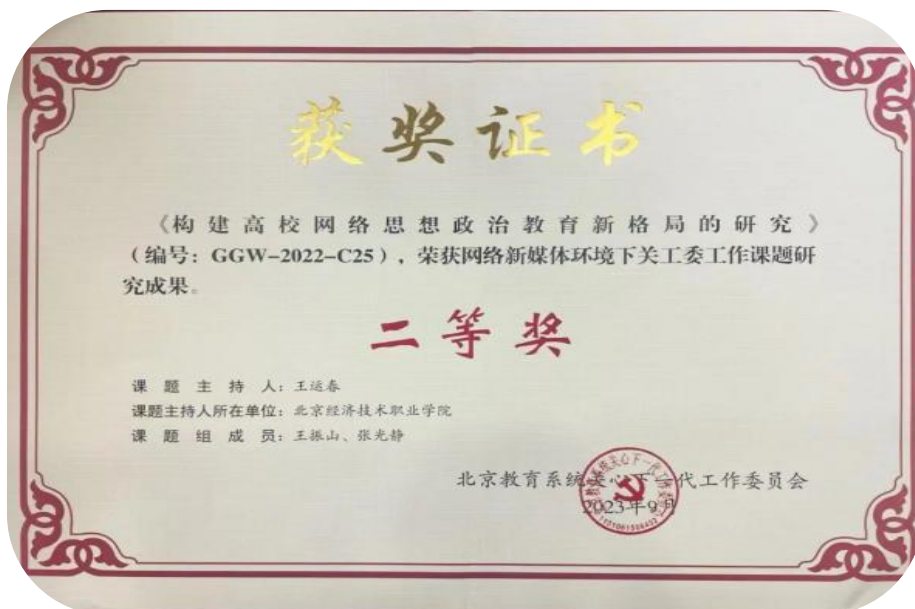 获奖证书
《构建高校网络思想政治教育新格局的研究》
（编号：GGW-2022-C25），荣获网络新媒体环境下关工委工作课题研
究成果。
二等奖
课题主持人：王运春
课题主持人所在单位：北京经济技术职业学院
课题组成员：王振山、张光静
北京教育系统关心下一代工作委员会
2023年9月